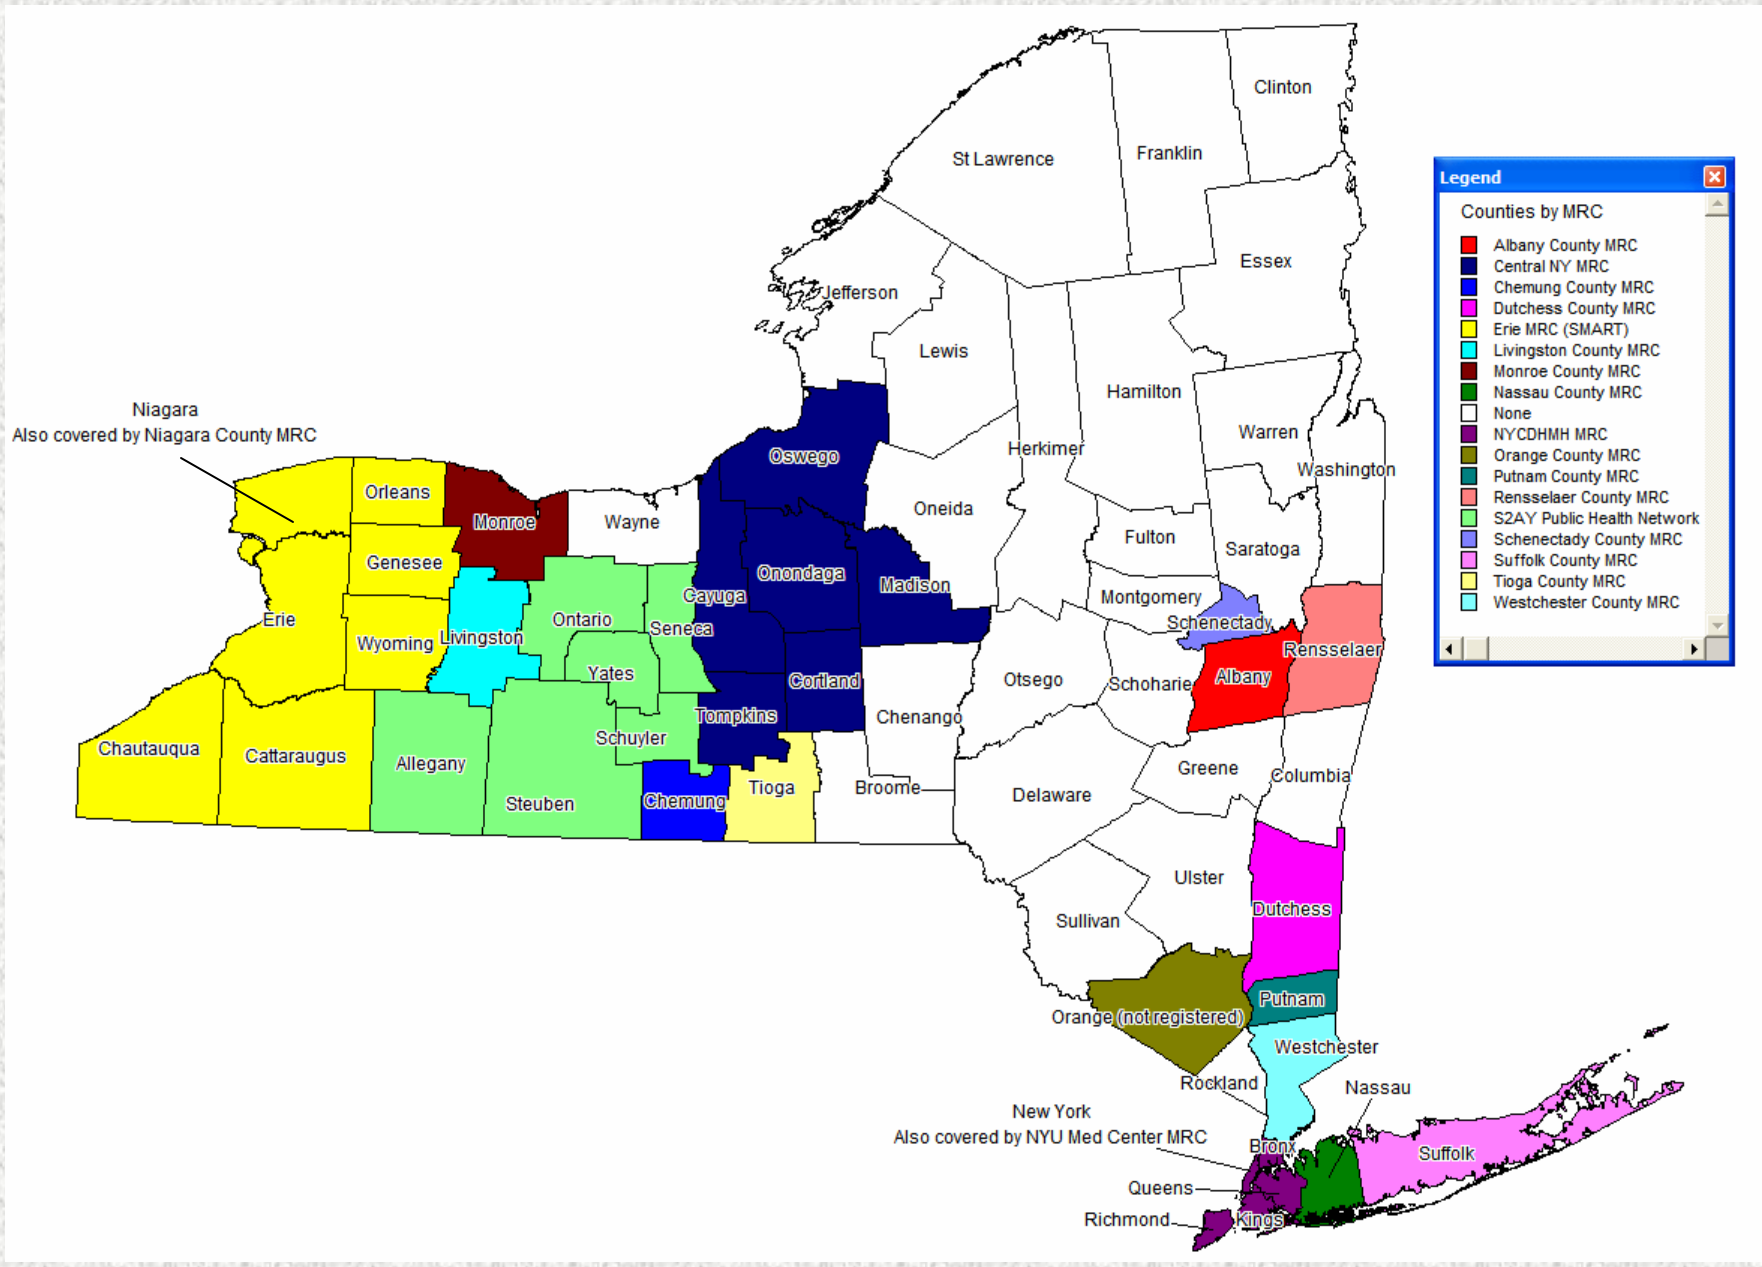 Clinton
St Lawrence
Franklin
Essex
Jefferson
Lewis
Hamilton
Warren
Herkimer
Washington
Niagara
Also covered by Niagara County MRC
Oswego
Orleans
Monroe
Wayne
Oneida
Fulton
Saratoga
Genesee
Onondaga
Madison
Cayuga
Montgomery
Erie
Ontario
Seneca
Schenectady
Wyoming
Livingston
Rensselaer
Yates
Cortland
Otsego
Schoharie
Albany
Tompkins
Chenango
Schuyler
Chautauqua
Cattaraugus
Allegany
Greene
Columbia
Steuben
Chemung
Tioga
Broome
Delaware
Ulster
Sullivan
Dutchess
Putnam
Orange (not registered)
Westchester
Rockland
Nassau
New York
Also covered by NYU Med Center MRC
Bronx
Suffolk
Queens
Richmond
Kings
Legend
Counties by MRC
Albany County MRC
Central NY MRC
Chemung County MRC
Dutchess County MRC
Erie MRC (SMART)
Livingston County MRC
Monroe County MRC
Nassau County MRC
None
NYCDHMH MRC
Orange County MRC
Putnam County MRC
Rensselaer County MRC
S2AY Public Health Network
Schenectady County MRC
Suffolk County MRC
Tioga County MRC
Westchester County MRC